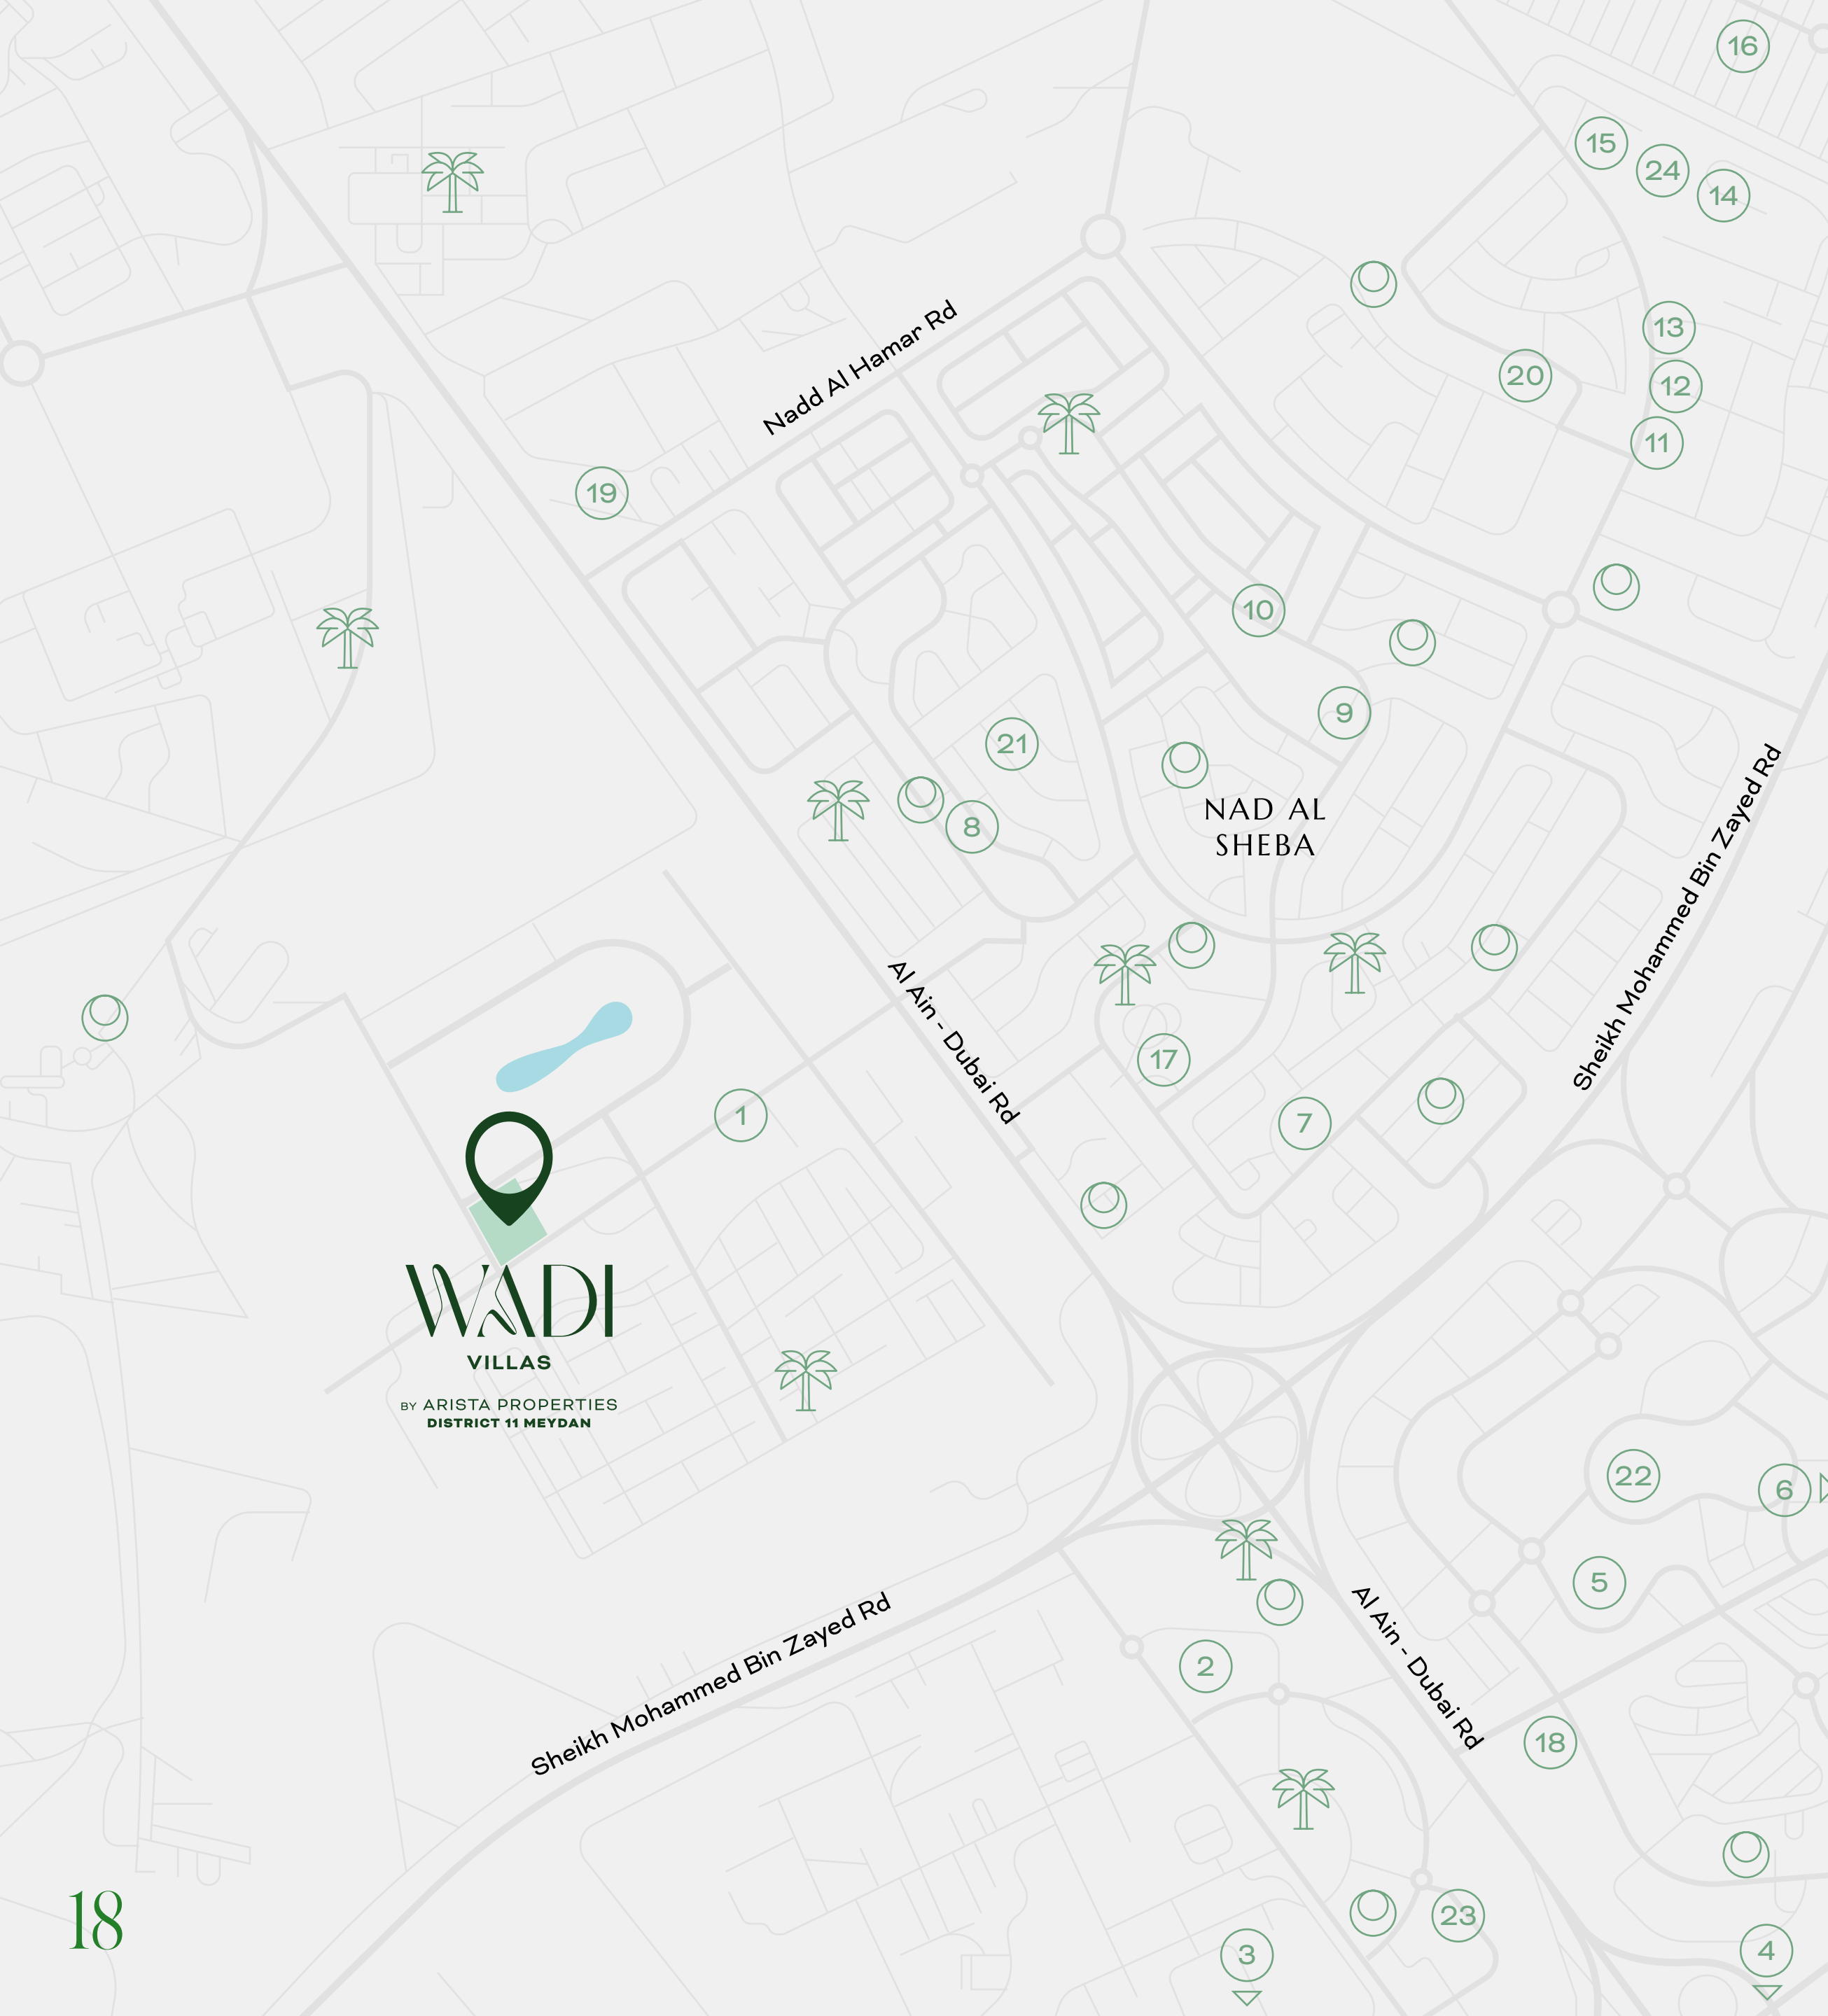 16
15
24
14
13
20
12
11
Nadd Al Hamar Rd
19
10
9
21
8
NAD AL
SHEBA
Sheikh Mohammed Bin Zayed Rd
Al Ain - Dubai Rd
17
1
7
WADI
VILLAS
BY ARISTA PROPERTIES
DISTRICT 11 MEYDAN
22
6
5
Sheikh Mohammed Bin Zayed Rd
Al Ain - Dubai Rd
2
18
23
3
4
18